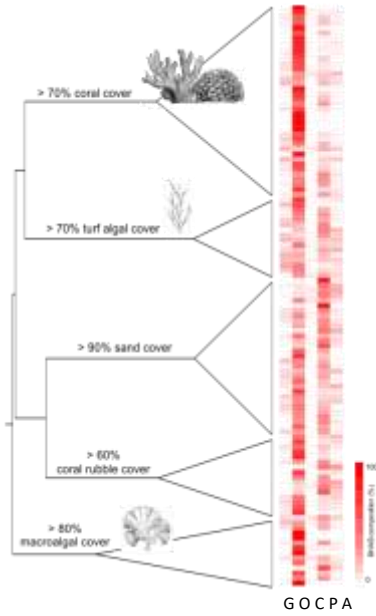 > 70% coral cover
> 70% turf algal cover
> 90% sand cover
> 60%
coral rubble cover
> 80%
macroalgal cover
100
0
G O C P A